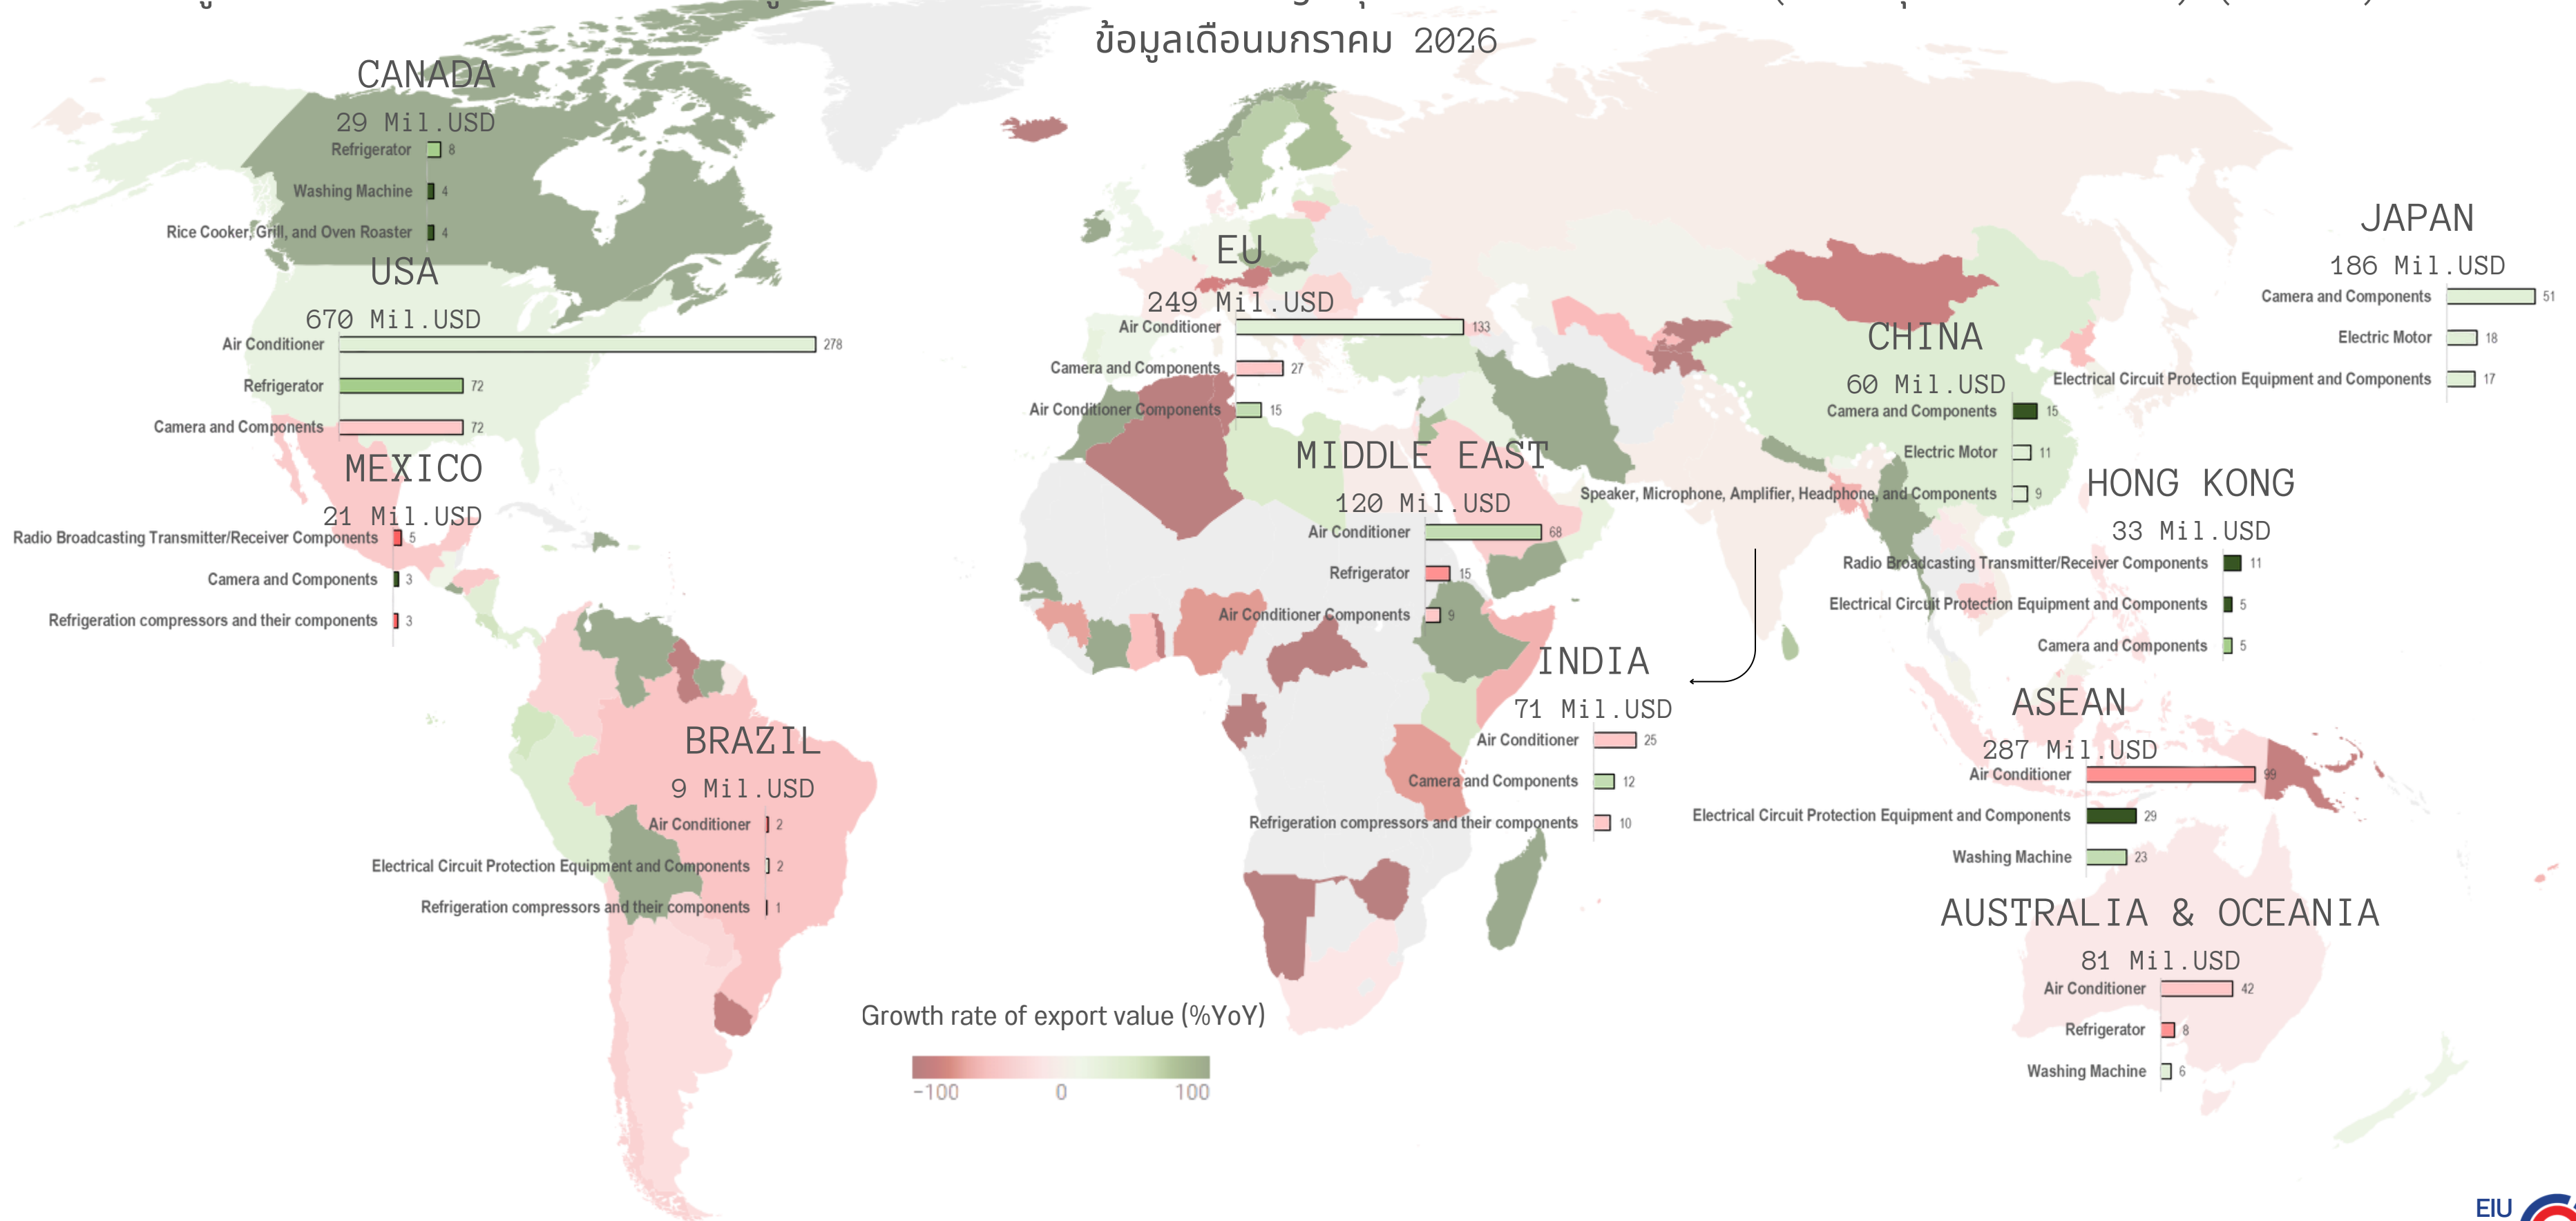 ข้อมูลเดือนมกราคม 2026
CANADA
29 Mil.USD
Refrigerator 8
Washing Machine 4
Rice Cooker, Grill, and Oven Roaster 4
USA
670 Mil.USD
Air Conditioner 278
Refrigerator 72
Camera and Components 72
MEXICO
21 Mil.USD
Radio Broadcasting Transmitter/Receiver Components 5
Camera and Components 3
Refrigeration compressors and their components 3
BRAZIL
9 Mil.USD
Air Conditioner 2
Electrical Circuit Protection Equipment and Components 2
Refrigeration compressors and their components 1
EU
249 Mil.USD
Air Conditioner 133
Camera and Components 27
Air Conditioner Components 15
MIDDLE EAST
120 Mil.USD
Air Conditioner 68
Refrigerator 15
Air Conditioner Components 9
INDIA
71 Mil.USD
Air Conditioner 25
Camera and Components 12
Refrigeration compressors and their components 10
CHINA
60 Mil.USD
Camera and Components 15
Electric Motor 11
Speaker, Microphone, Amplifier, Headphone, and Components 9
JAPAN
186 Mil.USD
Camera and Components 51
Electric Motor 18
Electrical Circuit Protection Equipment and Components 17
HONG KONG
33 Mil.USD
Radio Broadcasting Transmitter/Receiver Components 11
Electrical Circuit Protection Equipment and Components 5
Camera and Components 5
ASEAN
287 Mil.USD
Air Conditioner 99
Electrical Circuit Protection Equipment and Components 29
Washing Machine 23
AUSTRALIA & OCEANIA
81 Mil.USD
Air Conditioner 42
Refrigerator 8
Washing Machine 6
Growth rate of export value (%YoY)
-100 0 100
EIU